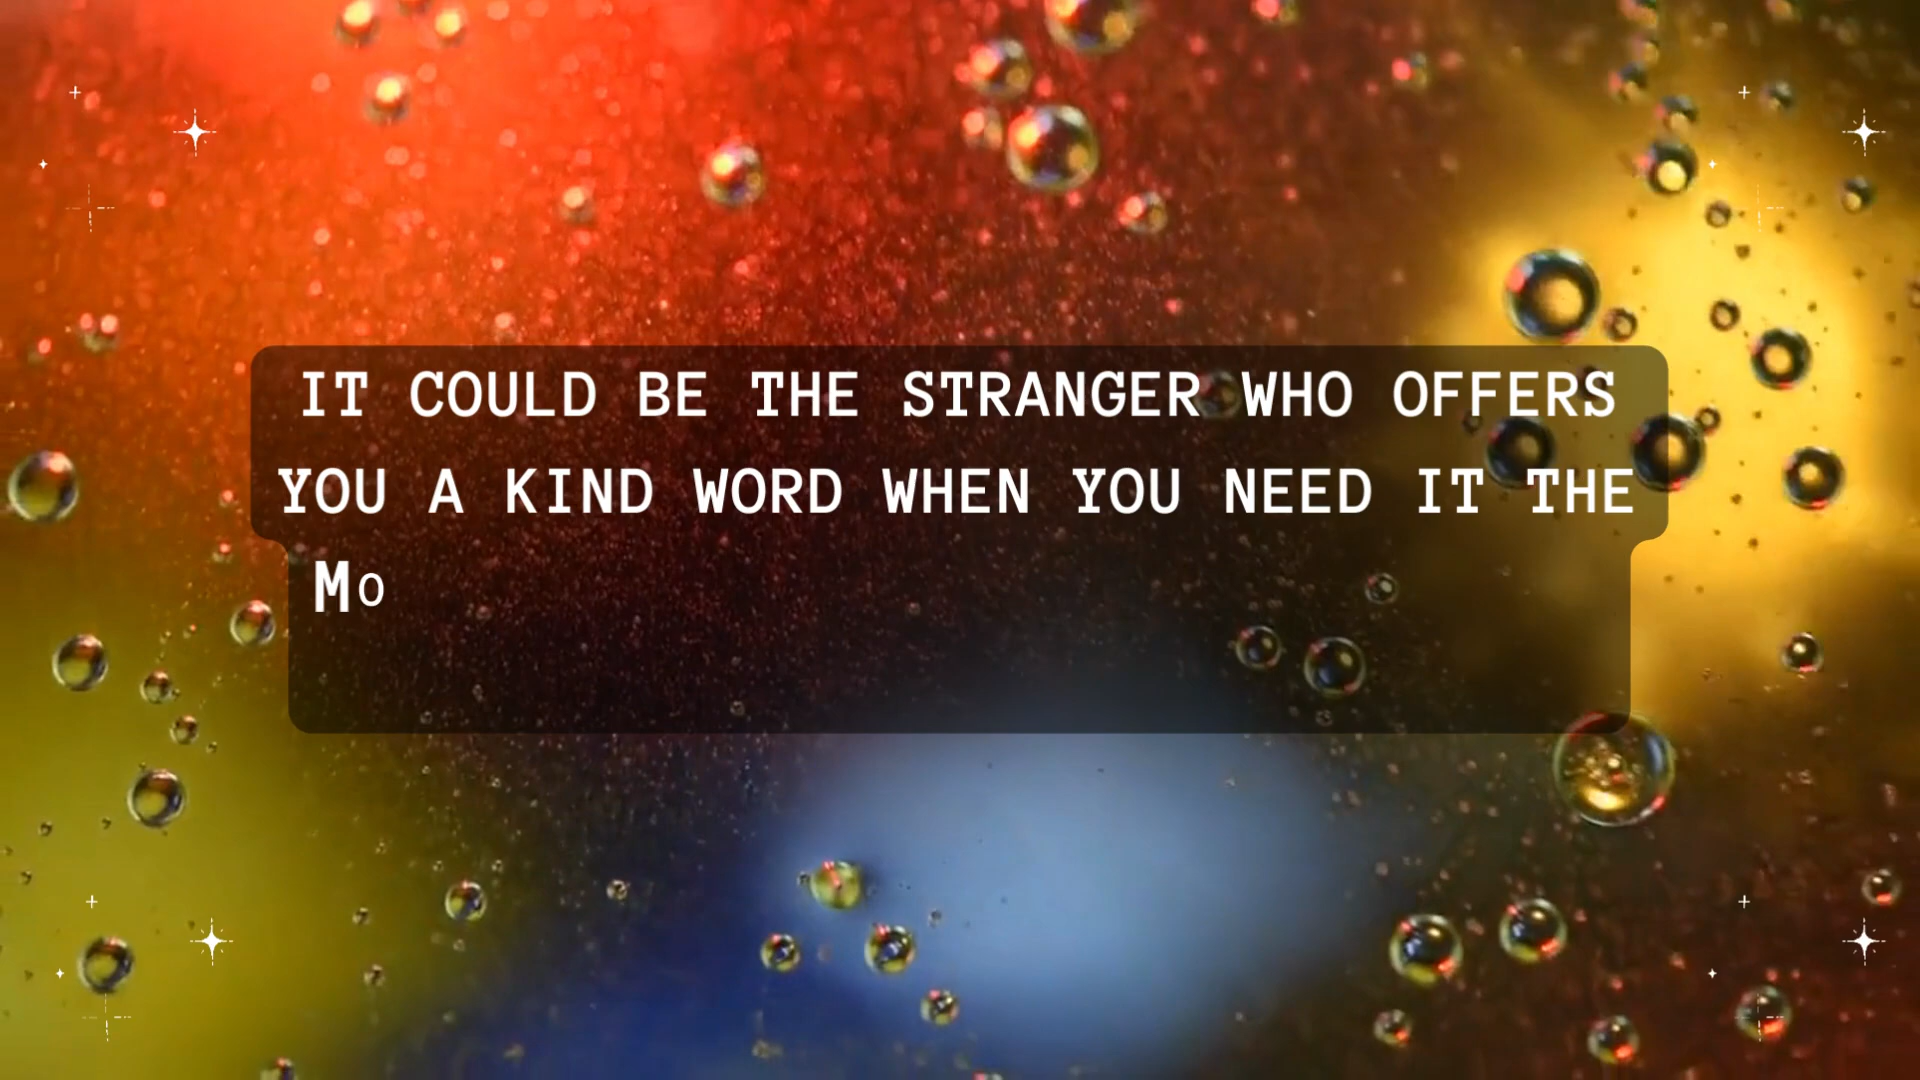 IT COULD BE THE STRANGER WHO OFFERS
YOU A KIND WORD WHEN YOU NEED IT THE
MO